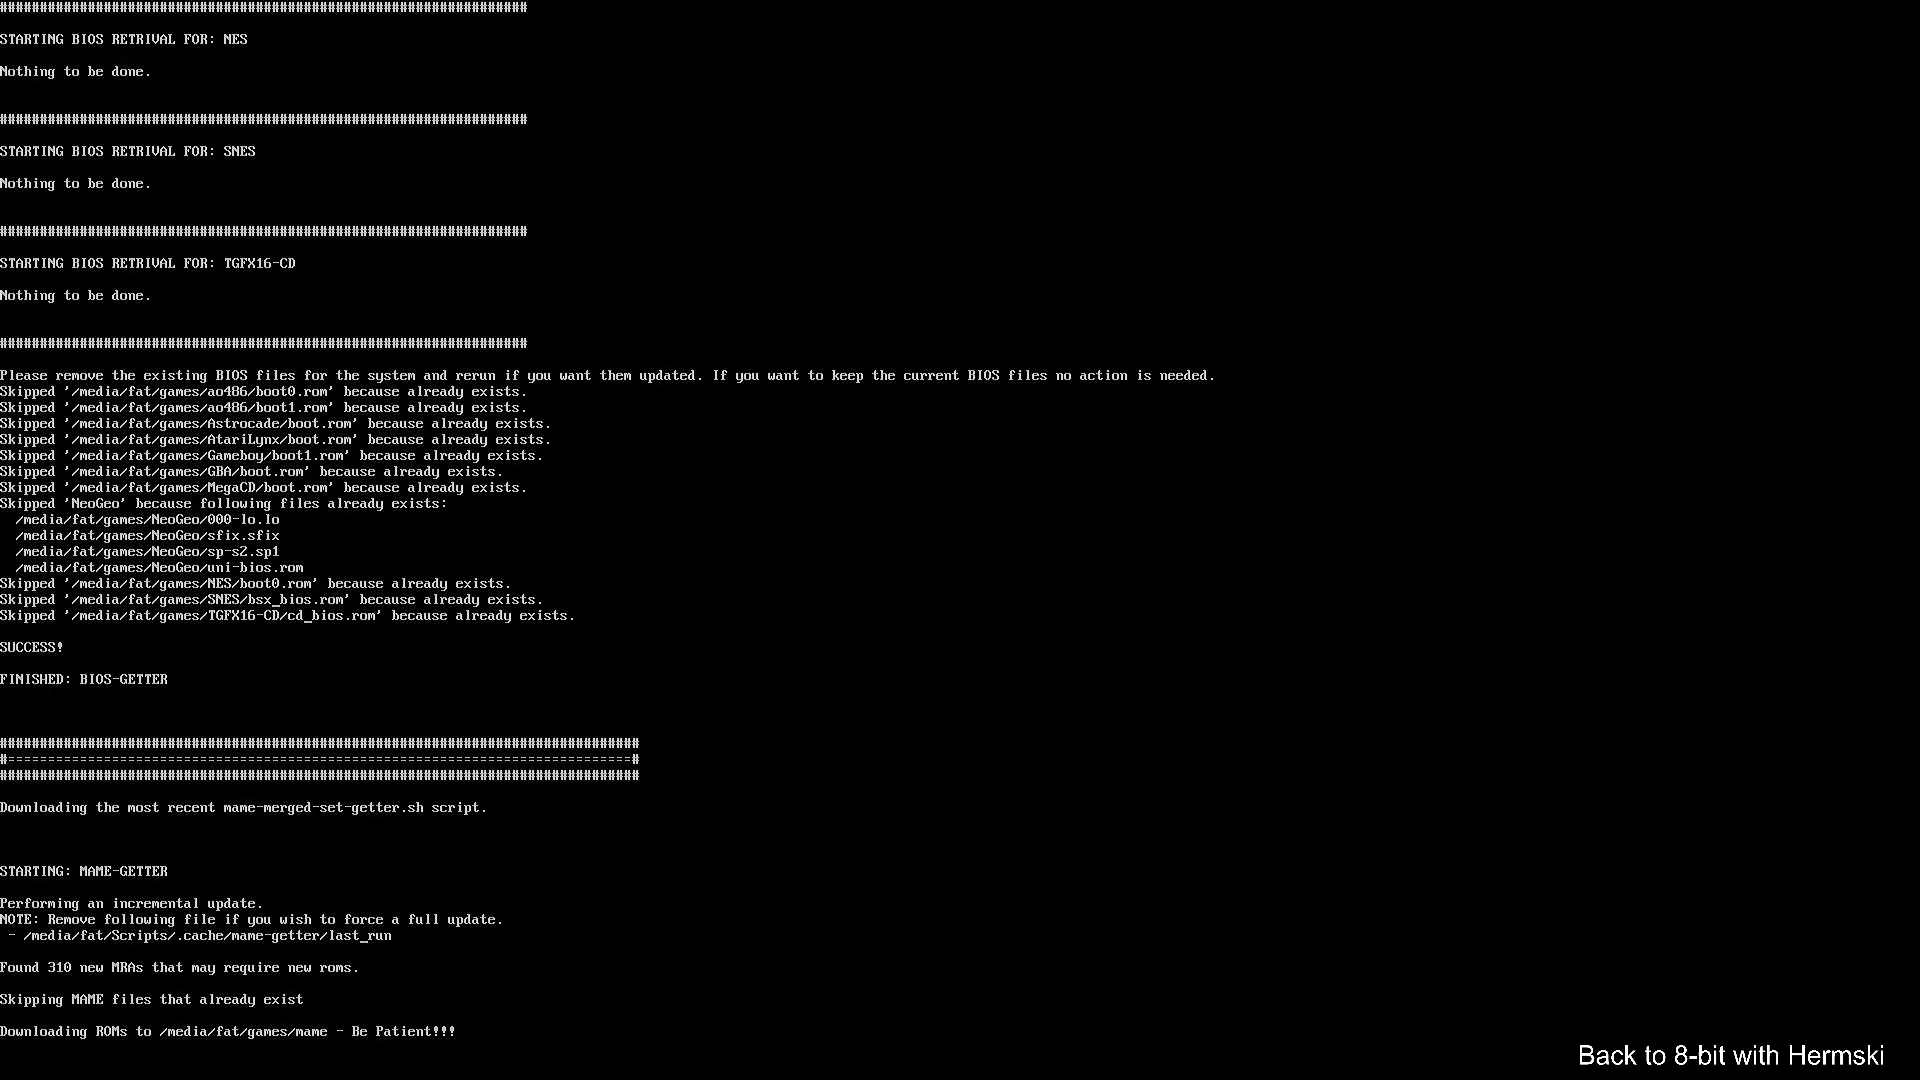 ##################################################################
STARTING BIOS RETRIVAL FOR: NES
Nothing to be done.
##################################################################
STARTING BIOS RETRIVAL FOR: SNES
Nothing to be done.
##################################################################
STARTING BIOS RETRIVAL FOR: TGFX16-CD
Nothing to be done.
##################################################################
Please remove the existing BIOS files for the system and rerun if you want them updated. If you want to keep the current BIOS files no action is needed.
Skipped '/media/fat/games/ao486/boot0.rom' because already exists.
Skipped '/media/fat/games/ao486/boot1.rom' because already exists.
Skipped '/media/fat/games/Astrocade/boot.rom' because already exists.
Skipped '/media/fat/games/AtariLynx/boot.rom' because already exists.
Skipped '/media/fat/games/Gameboy/boot1.rom' because already exists.
Skipped '/media/fat/games/GBA/boot.rom' because already exists.
Skipped '/media/fat/games/MegaCD/boot.rom' because already exists.
Skipped 'NeoGeo' because following files already exists:
  /media/fat/games/NeoGeo/000-lo.lo
  /media/fat/games/NeoGeo/sfix.sfix
  /media/fat/games/NeoGeo/sp-s2.sp1
  /media/fat/games/NeoGeo/uni-bios.rom
Skipped '/media/fat/games/NES/boot0.rom' because already exists.
Skipped '/media/fat/games/SNES/bsx_bios.rom' because already exists.
Skipped '/media/fat/games/TGFX16-CD/cd_bios.rom' because already exists.
SUCCESS!
FINISHED: BIOS-GETTER
################################################################################
#==============================================================================#
################################################################################
Downloading the most recent mame-merged-set-getter.sh script.
STARTING: MAME-GETTER
Performing an incremental update.
NOTE: Remove following file if you wish to force a full update.
 - /media/fat/Scripts/.cache/mame-getter/last_run
Found 310 new MRAs that may require new roms.
Skipping MAME files that already exist
Downloading ROMs to /media/fat/games/mame - Be Patient!!!
Back to 8-bit with Hermski